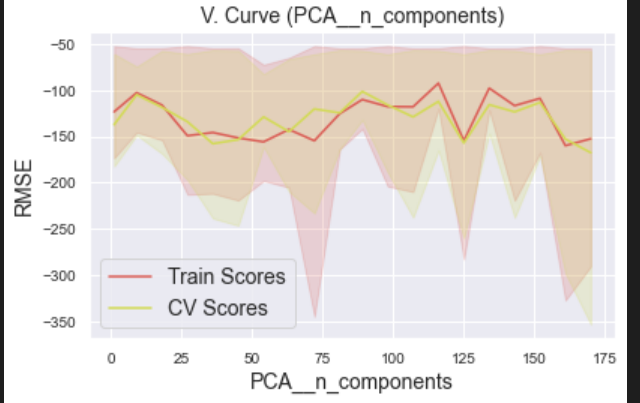 V. Curve (PCA__n_components)
−50
−100
−150
−200
−250
−300
−350
RMSE
Train Scores
CV Scores
0 25 50 75 100 125 150 175
PCA__n_components